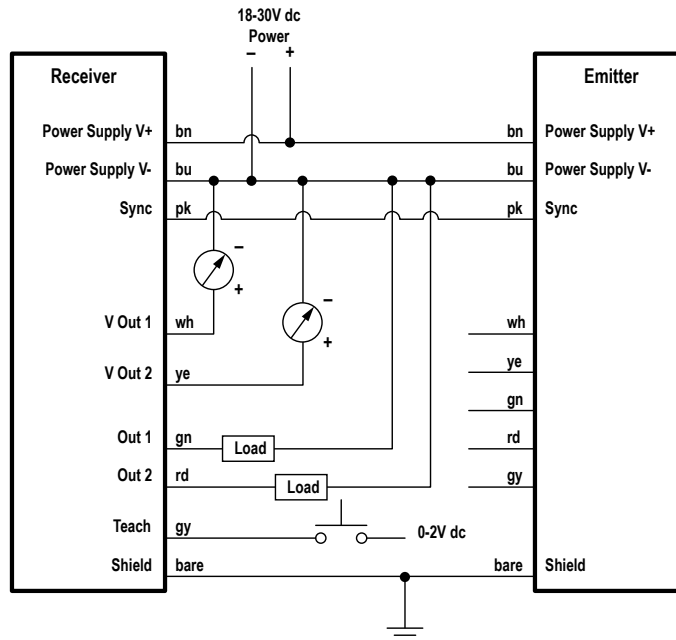 18-30V dc
Power
– +
Receiver
Emitter
Power Supply V+ bn
bn Power Supply V+
Power Supply V- bu
bu Power Supply V-
Sync pk
pk Sync
–
+
–
+
V Out 1 wh
wh
V Out 2 ye
ye
gn
Out 1 gn
Load
rd
Out 2 rd
Load
gy
Teach gy
0-2V dc
Shield bare
bare Shield